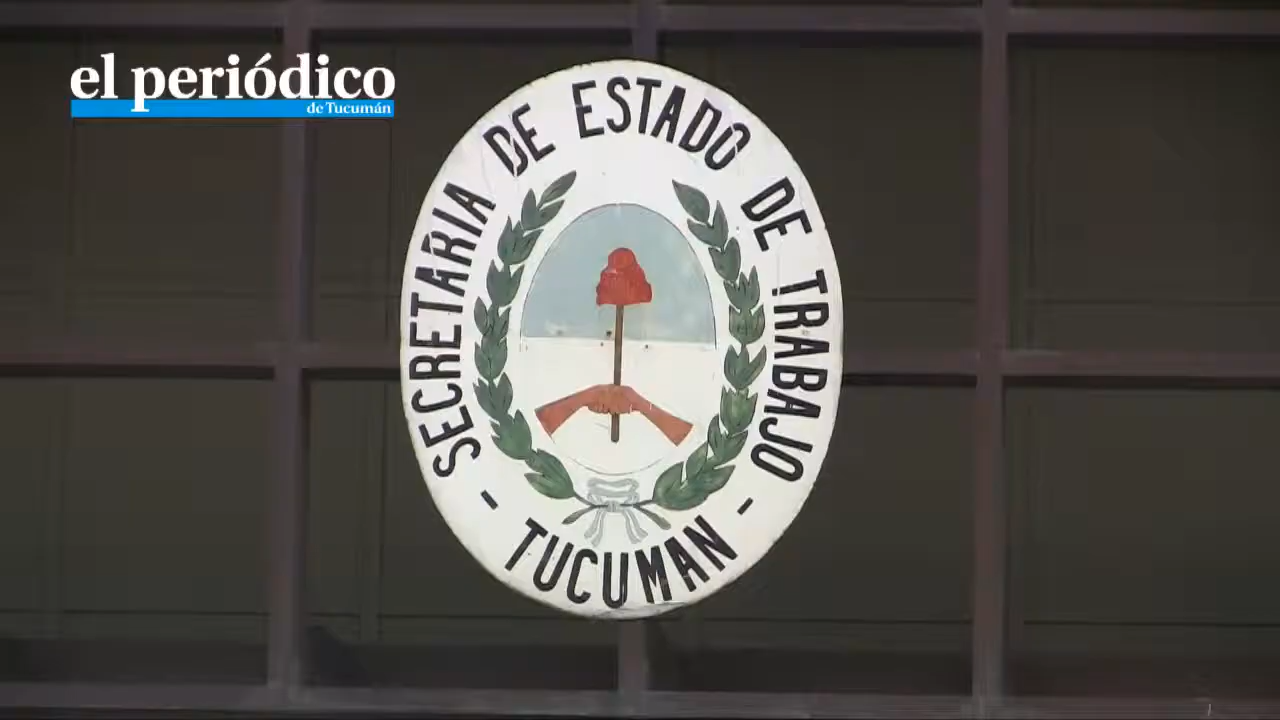 el periódico
de Tucumán
SECRETARIA DE ESTADO DE TRABAJO
- TUCUMAN -